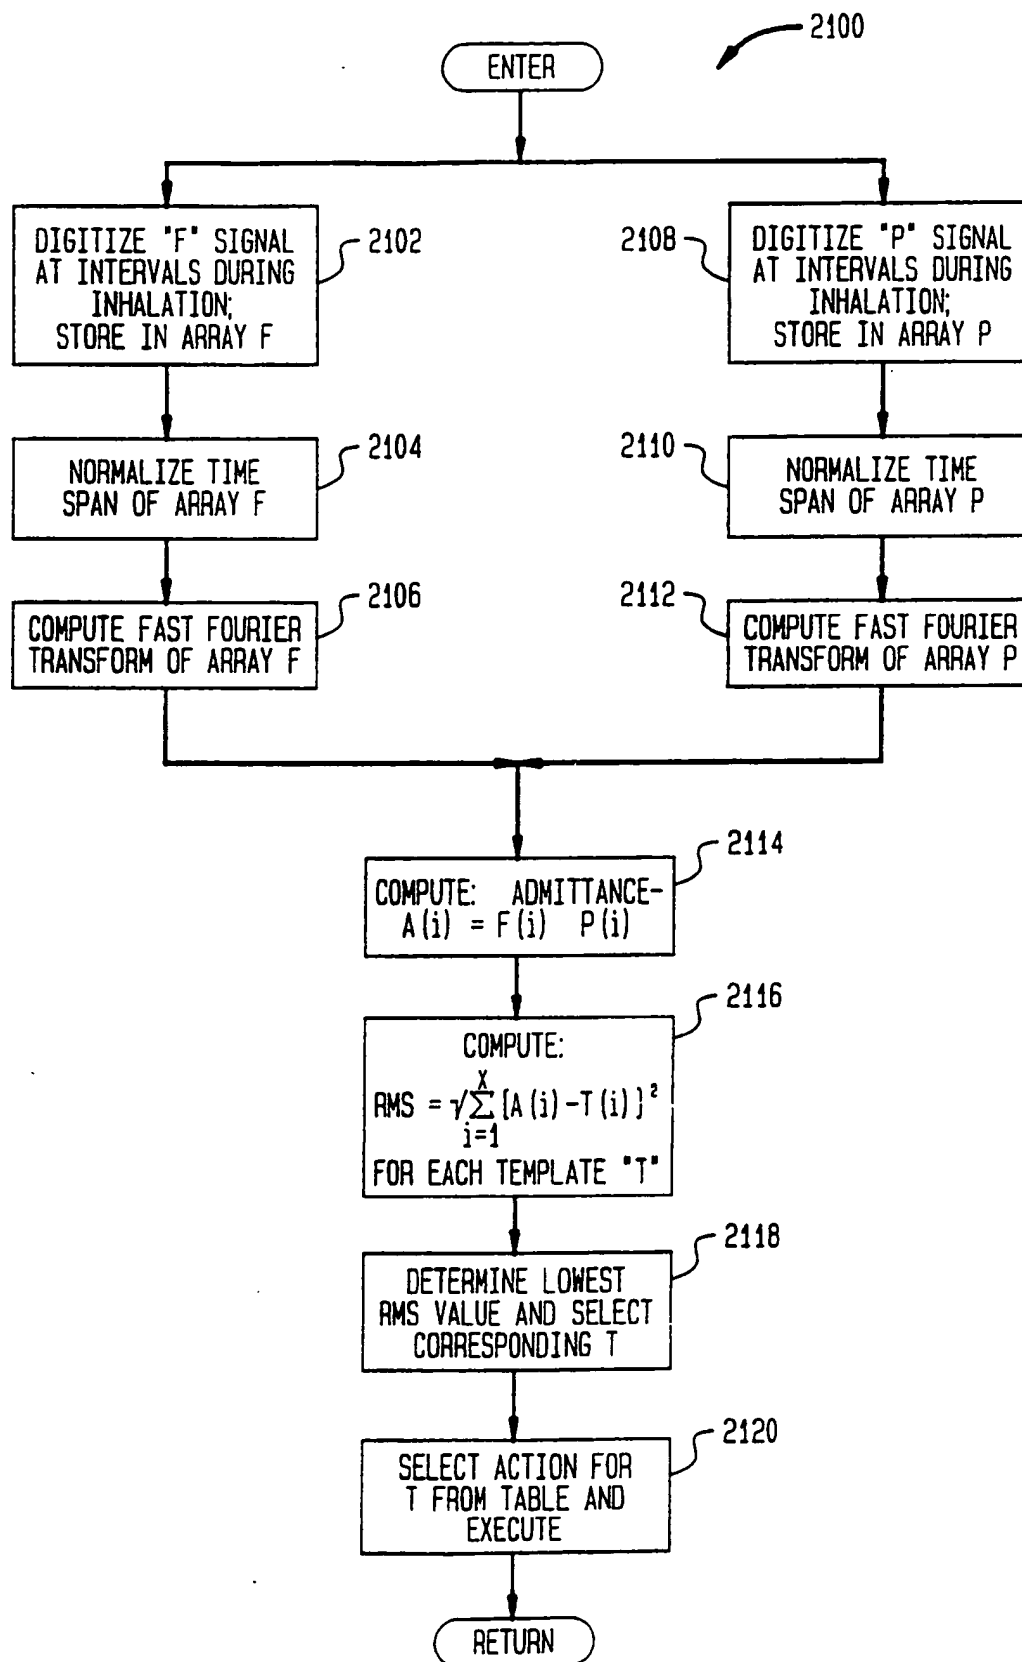 2100
ENTER
DIGITIZE "F" SIGNAL
AT INTERVALS DURING
INHALATION;
STORE IN ARRAY F
2102
2108
DIGITIZE "P" SIGNAL
AT INTERVALS DURING
INHALATION;
STORE IN ARRAY P
NORMALIZE TIME
SPAN OF ARRAY F
2104
2110
NORMALIZE TIME
SPAN OF ARRAY P
COMPUTE FAST FOURIER
TRANSFORM OF ARRAY F
2106
2112
COMPUTE FAST FOURIER
TRANSFORM OF ARRAY P
2114
COMPUTE: ADMITTANCE-
A(i) = F(i) P(i)
2116
COMPUTE:
RMS = √∑_{i=1}^{X} [A(i)-T(i)]²
FOR EACH TEMPLATE "T"
2118
DETERMINE LOWEST
RMS VALUE AND SELECT
CORRESPONDING T
2120
SELECT ACTION FOR
T FROM TABLE AND
EXECUTE
RETURN